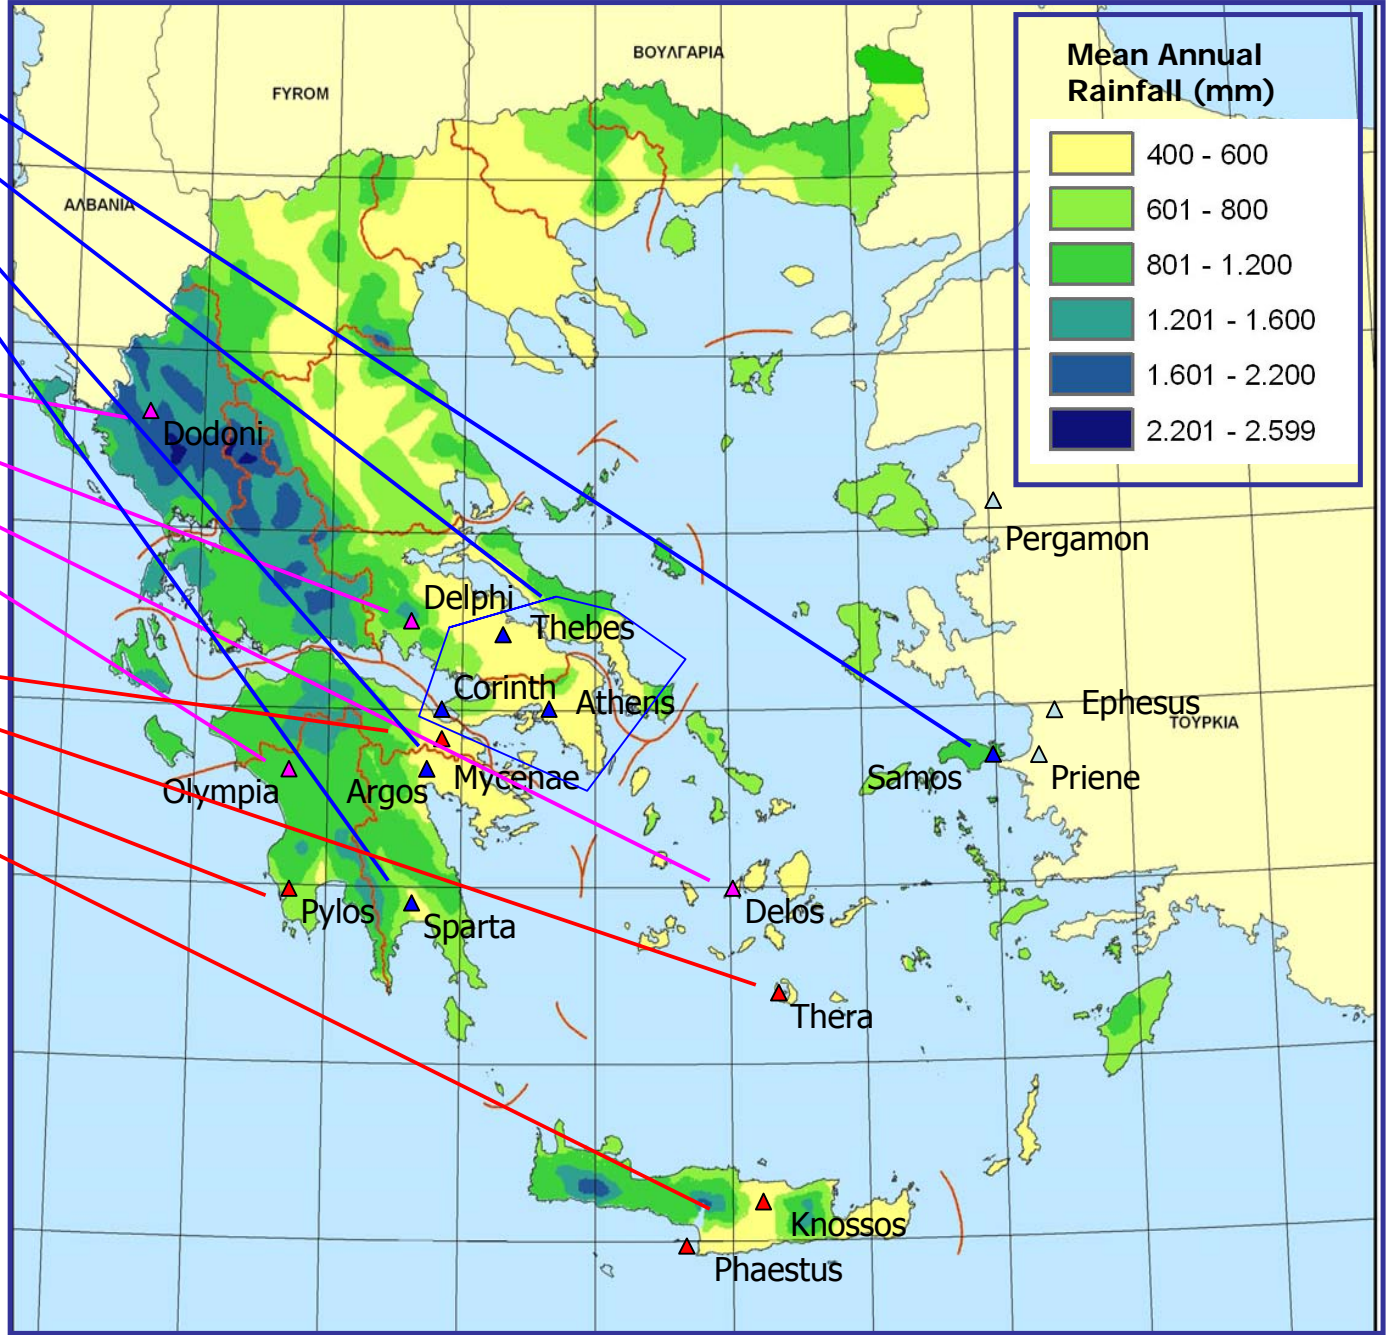 ΒΟΥΛΓΑΡΙΑ
FYROM
ΑΛΒΑΝΙΑ
Mean Annual
Rainfall (mm)
400 - 600
601 - 800
801 - 1.200
1.201 - 1.600
1.601 - 2.200
2.201 - 2.599
Dodoni
Pergamon
Delphi
Thebes
Corinth
Athens
Ephesus
ΤΟΥΡΚΙΑ
Olympia
Argos
Mycenae
Samos
Priene
Pylos
Sparta
Delos
Thera
Knossos
Phaestus